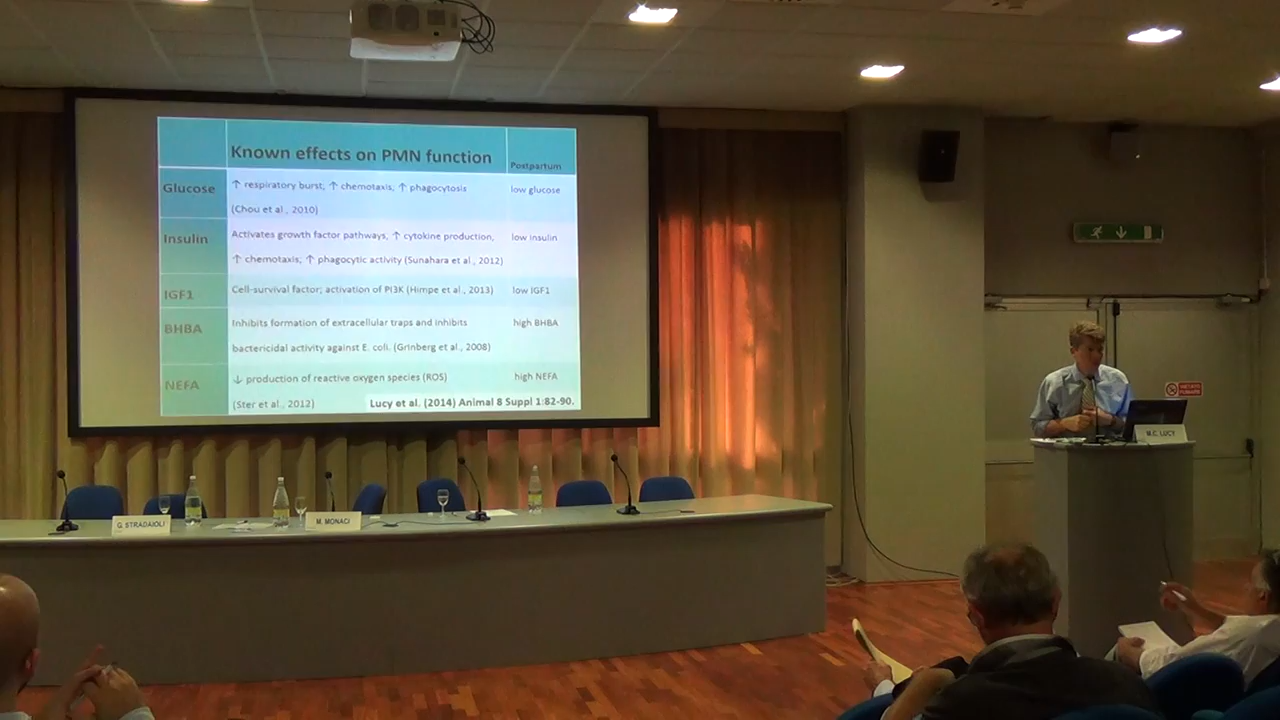 Known effects on PMN function
Postpartum
Glucose
↑ respiratory burst; ↑ chemotaxis, ↑ phagocytosis
(Chou et al., 2010)
low glucose
Insulin
Activates growth factor pathways, ↑ cytokine production,
↑ chemotaxis; ↑ phagocytic activity (Sunahara et al., 2012)
low insulin
IGF1
Cell-survival factor; activation of PI3K (Himpe et al., 2013)
low IGF1
BHBA
Inhibits formation of extracellular traps and inhibits
bactericidal activity against E. coli. (Grinberg et al., 2008)
high BHBA
NEFA
↓ production of reactive oxygen species (ROS)
(Ster et al., 2012)
high NEFA
Lucy et al. (2014) Animal 8 Suppl 1:82-90.
G. STRADAIOLI
M. MONACI
M.C. LUCY
VIETATO
FUMARE